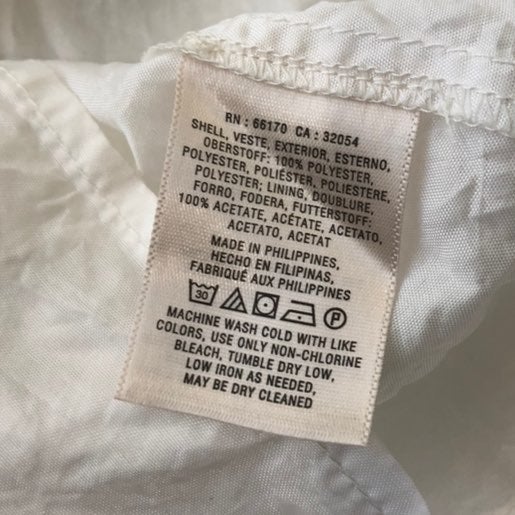 RN : 66170 CA : 32054
SHELL, VESTE, EXTERIOR, ESTERNO,
OBERSTOFF: 100% POLYESTER,
POLYESTER, POLIÉSTER, POLIESTERE,
POLYESTER; LINING, DOUBLURE,
FORRO, FODERA, FUTTERSTOFF:
100% ACETATE, ACÉTATE, ACETATO,
ACETATO, ACETAT
MADE IN PHILIPPINES,
HECHO EN FILIPINAS,
FABRIQUÉ AUX PHILIPPINES
30 P
MACHINE WASH COLD WITH LIKE
COLORS, USE ONLY NON-CHLORINE
BLEACH, TUMBLE DRY LOW,
LOW IRON AS NEEDED,
MAY BE DRY CLEANED